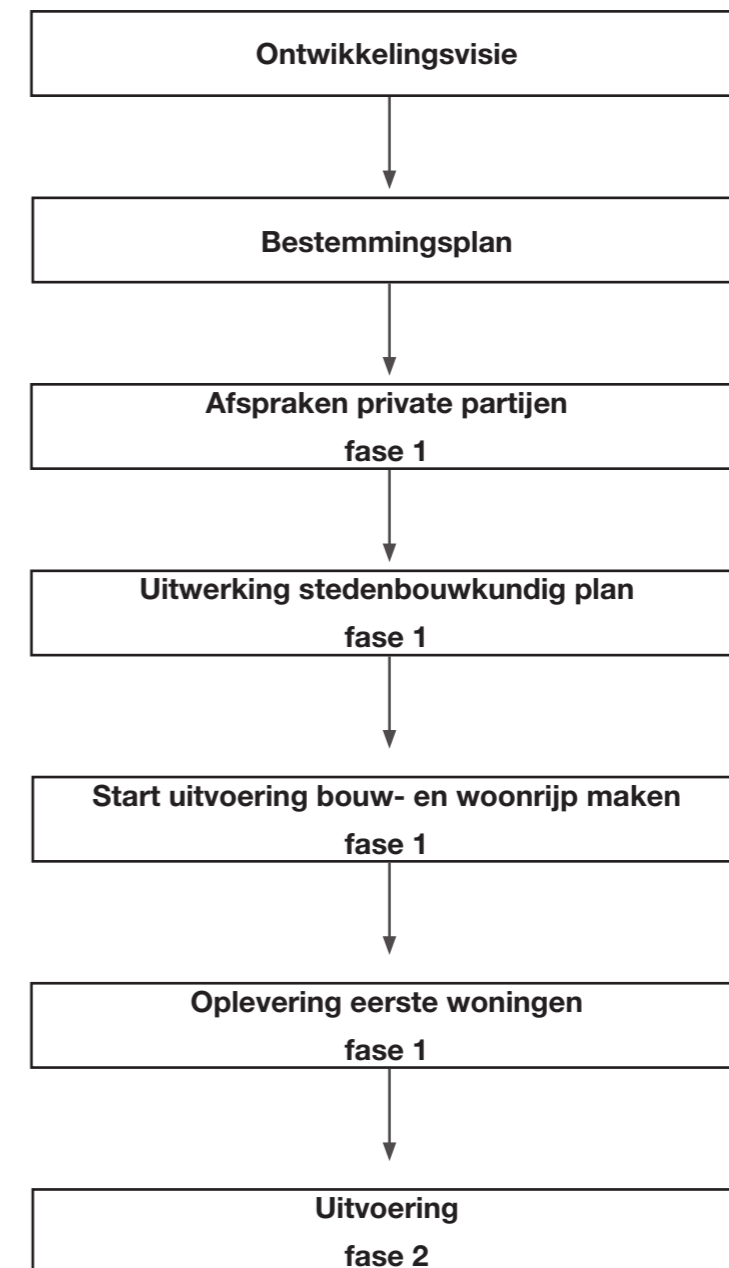 Ontwikkelingsvisie
Bestemmingsplan
Afspraken private partijen
fase 1
Uitwerking stedenbouwkundig plan
fase 1
Start uitvoering bouw- en woonrijp maken
fase 1
Oplevering eerste woningen
fase 1
Uitvoering
fase 2